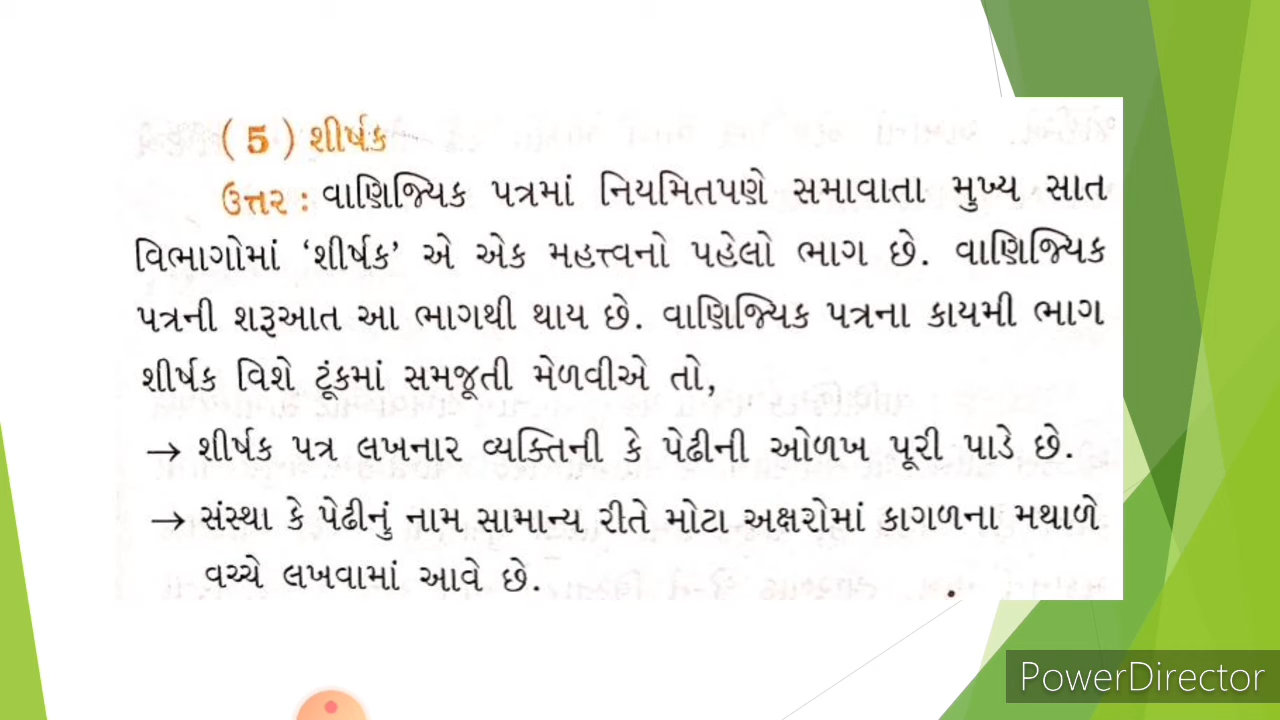 ( 5 ) શીર્ષક
ઉત્તર : વાણિજ્યિક પત્રમાં નિયમિતપણે સમાવાતા મુખ્ય સાત
વિભાગોમાં ‘શીર્ષક’ એ એક મહત્ત્વનો પહેલો ભાગ છે. વાણિજ્યિક
પત્રની શરૂઆત આ ભાગથી થાય છે. વાણિજ્યિક પત્રના કાયમી ભાગ
શીર્ષક વિશે ટૂંકમાં સમજૂતી મેળવીએ તો,
→ શીર્ષક પત્ર લખનાર વ્યક્તિની કે પેઢીની ઓળખ પૂરી પાડે છે.
→ સંસ્થા કે પેઢીનું નામ સામાન્ય રીતે મોટા અક્ષરોમાં કાગળના મથાળે
વચ્ચે લખવામાં આવે છે.
PowerDirector